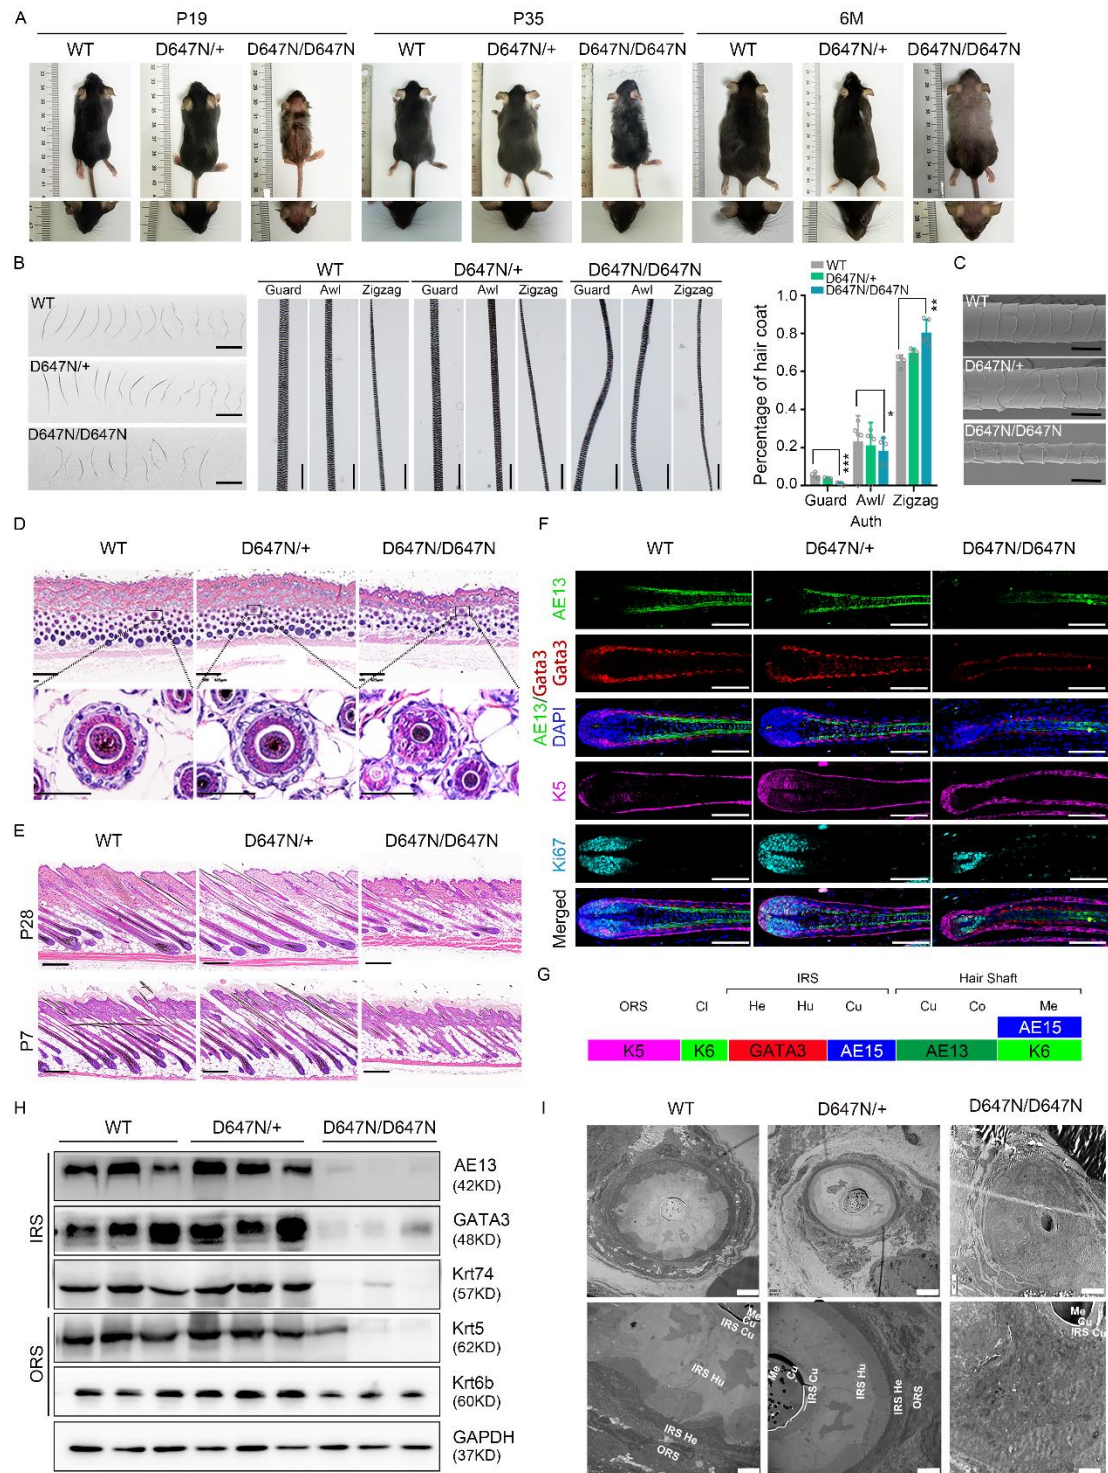 A
P19
P35
6M
WT
D647N/+
D647N/D647N
WT
D647N/+
D647N/D647N
WT
D647N/+
D647N/D647N
B
WT
D647N/+
D647N/D647N
WT
D647N/+
D647N/D647N
Guard
Awl
Zigzag
Guard
Awl
Zigzag
Guard
Awl
Zigzag
WT
D647N/+
D647N/D647N
Percentage of hair coat
1.0
0.8
0.6
0.4
0.2
0.0
***
*
**
Guard
Awl/
Auth
Zigzag
C
WT
D647N/+
D647N/D647N
D
WT
D647N/+
D647N/D647N
E
WT
D647N/+
D647N/D647N
P28
P7
F
WT
D647N/+
D647N/D647N
AE13
Gata3
AE13/Gata3
DAPI
K5
Ki67
Merged
G
IRS
Hair Shaft
ORS
Cl
He
Hu
Cu
Cu
Co
Me
AE15
K5
K6
GATA3
AE15
AE13
K6
H
WT
D647N/+
D647N/D647N
IRS
ORS
AE13
(42KD)
GATA3
(48KD)
Krt74
(57KD)
Krt5
(62KD)
Krt6b
(60KD)
GAPDH
(37KD)
I
WT
D647N/+
D647N/D647N
Me
Cu
IRS Cu
IRS Hu
IRS He
ORS
Me
Cu
IRS Cu
IRS Hu
IRS He
ORS
Me
Cu
IRS Cu